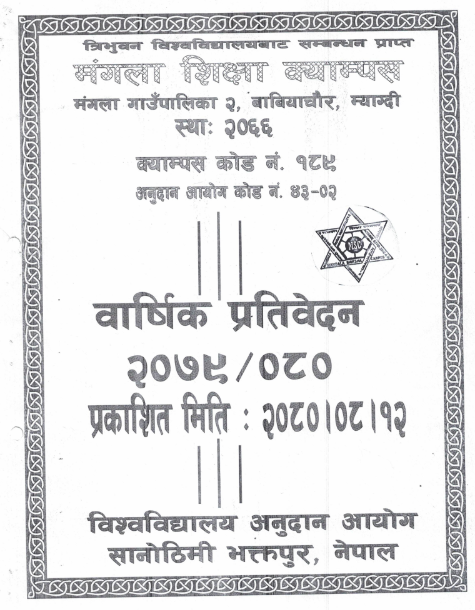 त्रिभुवन विश्वविद्यालयबाट सम्बन्धन प्राप्त
मंगला शिक्षा क्याम्पस
मंगला गाउँपालिका २, बाबियाचौर, म्याग्दी
स्थाः २०६६
क्याम्पस कोड नं. १८९
अनुदान आयोग कोड नं. ४३-०२
वार्षिक प्रतिवेदन
२०७९/०८०
प्रकाशित मिति : २०८०।०८।१२
विश्वविद्यालय अनुदान आयोग
सानोठिमी भक्तपुर, नेपाल